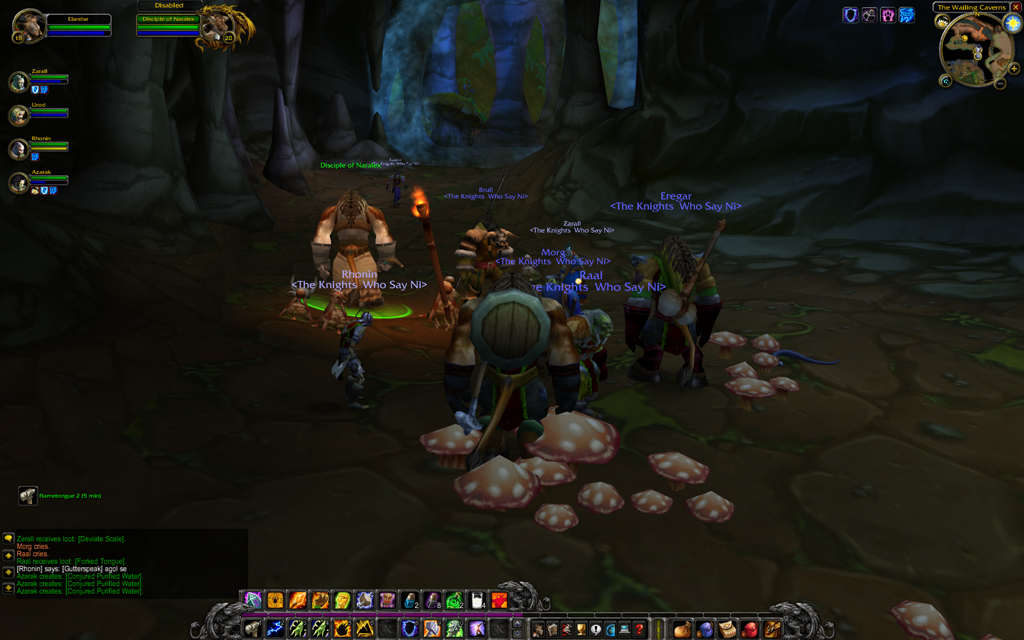 Elandar
18
Disabled
Disciple of Naralex
20
The Wailing Caverns
N
Zarall
Urod
Rhonin
Azarak
Disciple of Naralex
Brull
<The Knights Who Say Ni>
Eregar
<The Knights Who Say Ni>
Zarall
<The Knights Who Say Ni>
Morg
<The Knights Who Say Ni>
Rhonin
<The Knights Who Say Ni>
Raal
he Knights Who Say Ni>
Flametongue 2 (5 min)
Zarall receives loot: [Deviate Scale].
Morg cries.
Raal cries.
Raal receives loot: [Forked Tongue].
[Rhonin] says: [Gutterspeak] agol se
Azarak creates: [Conjured Purified Water].
Azarak creates: [Conjured Purified Water].
Azarak creates: [Conjured Purified Water].
2
8
4